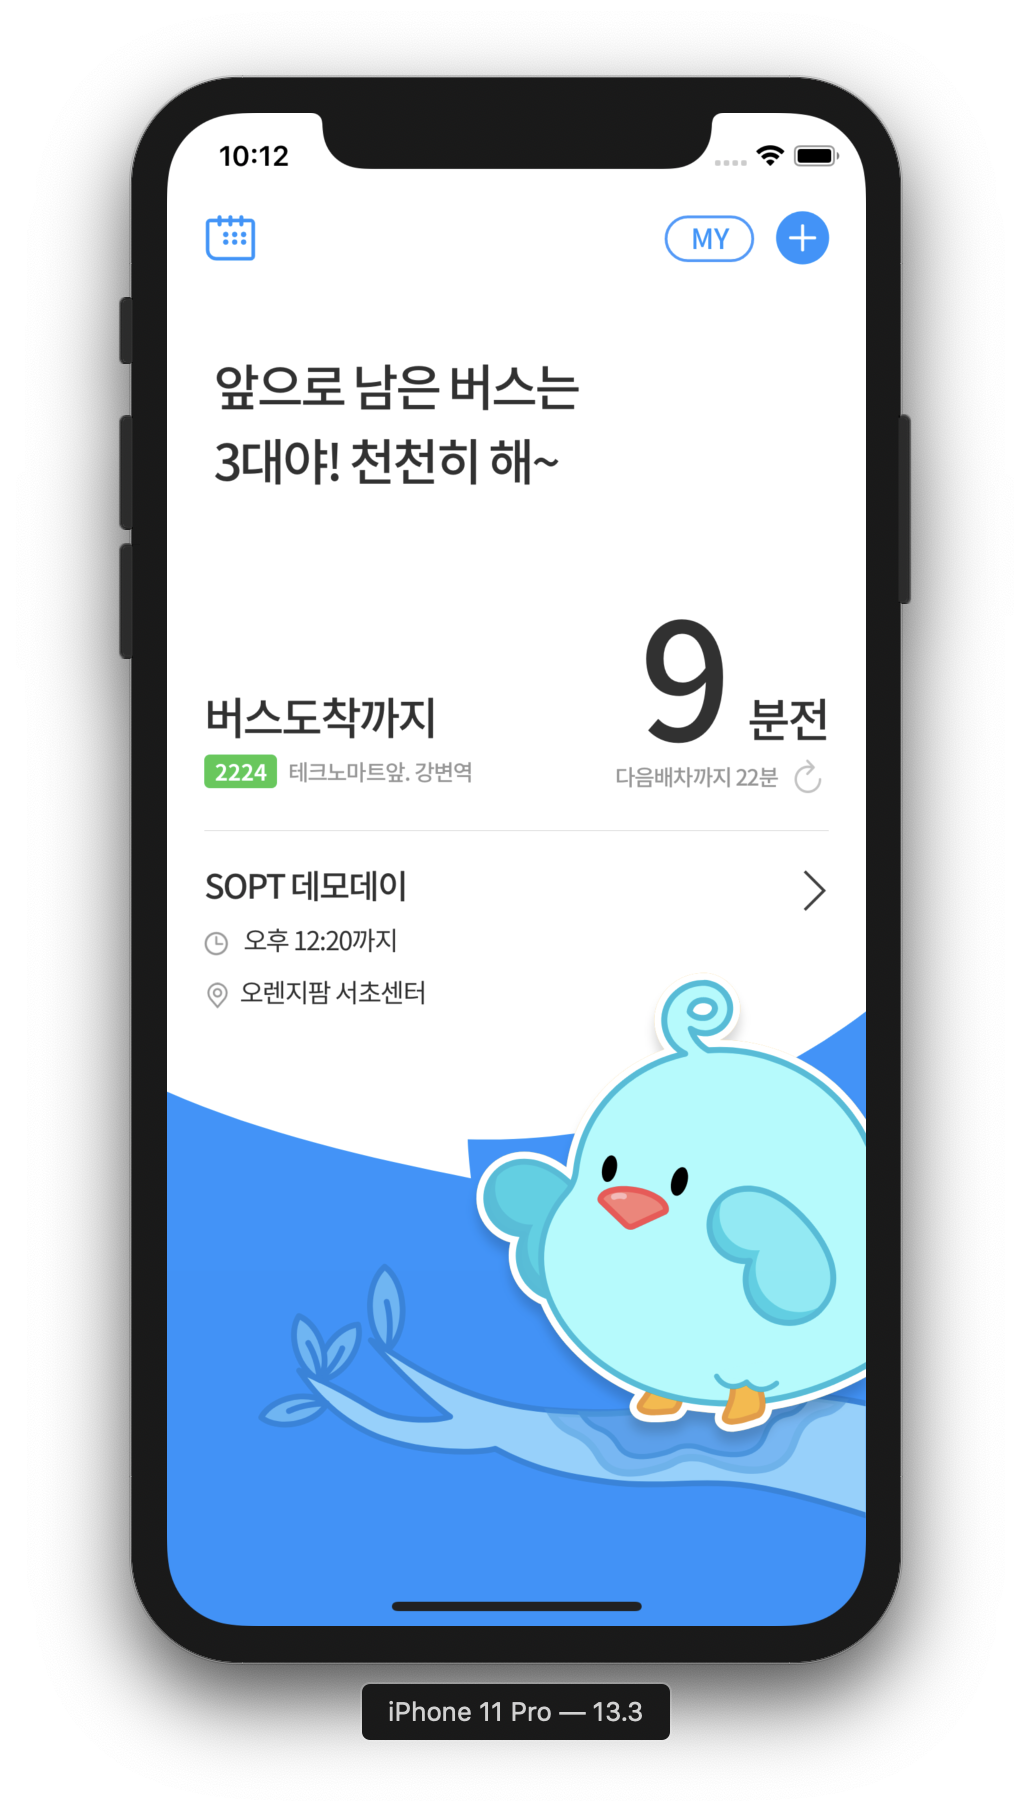 10:12
MY
앞으로 남은 버스는
3대야! 천천히 해~
버스도착까지
9 분전
2224 테크노마트앞. 강변역
다음배차까지 22분
SOPT 데모데이
오후 12:20까지
오렌지팜 서초센터
iPhone 11 Pro — 13.3